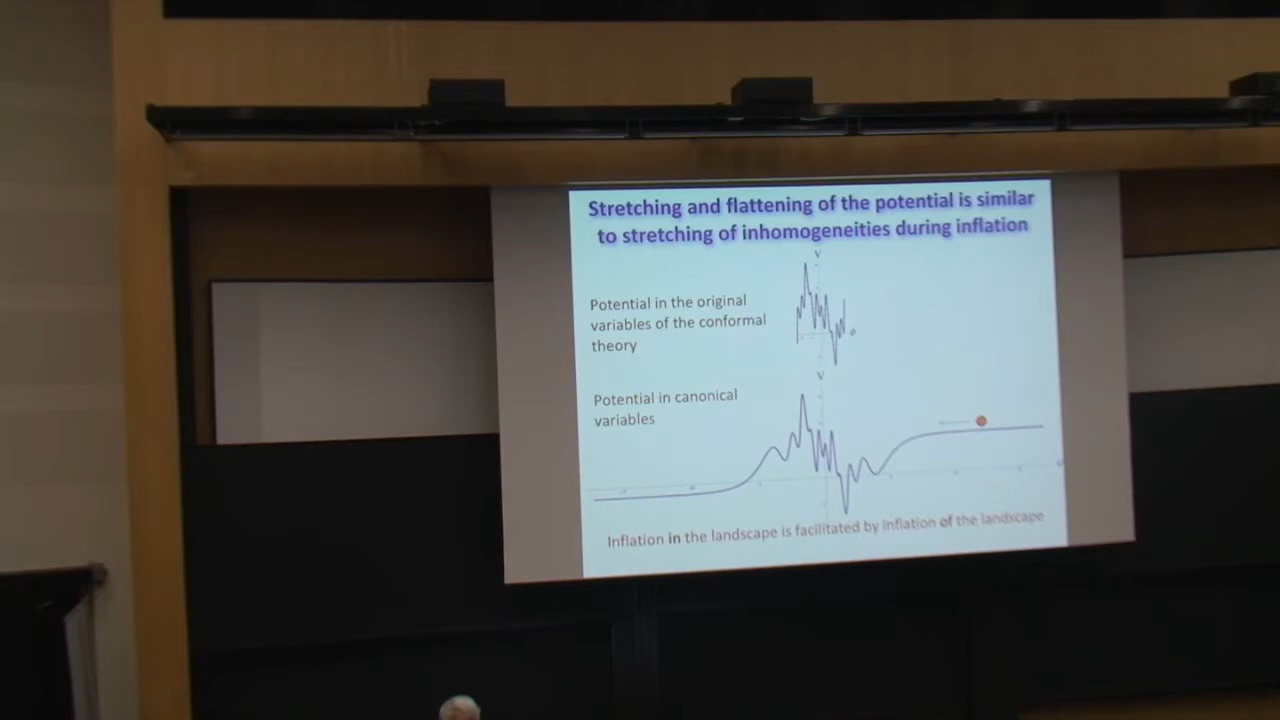 Stretching and flattening of the potential is similar
to stretching of inhomogeneities during inflation
V
Potential in the original
variables of the conformal
theory
V
Potential in canonical
variables
Inflation in the landscape is facilitated by inflation of the landscape